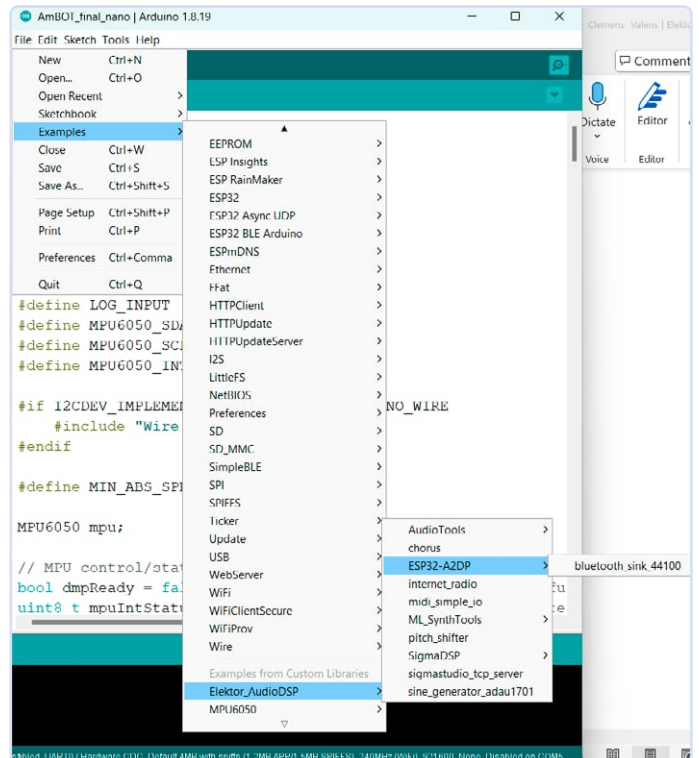 AmBOT_final_nano | Arduino 1.8.19
File Edit Sketch Tools Help
New Ctrl+N
Open... Ctrl+O
Open Recent
Sketchbook
Examples
Close Ctrl+W
Save Ctrl+S
Save As... Ctrl+Shift+S
Page Setup Ctrl+Shift+P
Print Ctrl+P
Preferences Ctrl+Comma
Quit Ctrl+Q
EEPROM
ESP Insights
ESP RainMaker
ESP32
ESP32 Async UDP
ESP32 BLE Arduino
ESPmDNS
Ethernet
FFat
HTTPClient
HTTPUpdate
HTTPUpdateServer
I2S
LittleFS
NetBIOS
Preferences
SD
SD_MMC
SimpleBLE
SPI
SPIFFS
Ticker
Update
USB
WebServer
WiFi
WiFiClientSecure
WiFiProv
Wire
Examples from Custom Libraries
Elektor_AudioDSP
MPU6050
AudioTools
chorus
ESP32-A2DP
internet_radio
midi_simple_io
ML_SynthTools
pitch_shifter
SigmaDSP
sigmastudio_tcp_server
sine_generator_adau1701
bluetooth_sink_44100
#define LOG_INPUT
#define MPU6050_SDA
#define MPU6050_SCL
#define MPU6050_INT
#if I2CDEV_IMPLEMEN NO_WIRE
#include "Wire
#endif
#define MIN_ABS_SPE
MPU6050 mpu;
// MPU control/stat
bool dmpReady = fal fu
uint8_t mpuIntStatu te
Clemens Valens | Elekto
Comment
Dictate
Editor
Voice
Editor